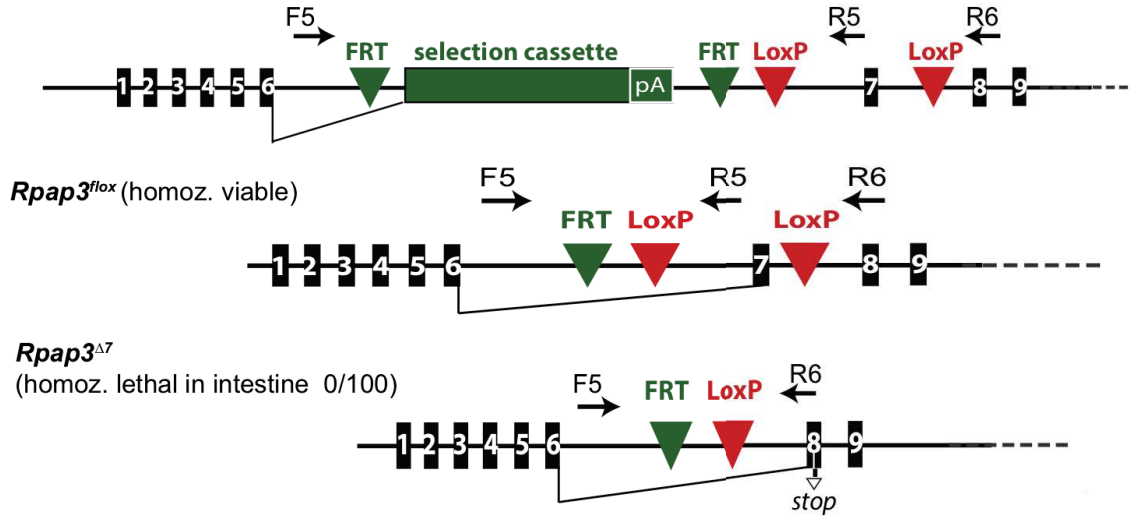 F5 R5 R6
FRT selection cassette FRT LoxP LoxP
1 2 3 4 5 6 pA 7 8 9
Rpap3flox (homoz. viable)
F5 R5 R6
FRT LoxP LoxP
1 2 3 4 5 6 7 8 9
Rpap3Δ7
(homoz. lethal in intestine 0/100)
F5 R6
FRT LoxP
1 2 3 4 5 6 8 9
stop